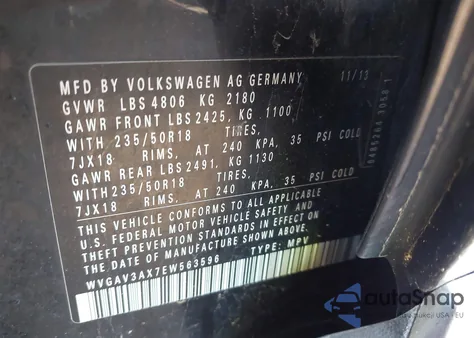 MFD BY VOLKSWAGEN AG GERMANY 11/13
GVWR LBS 4806 KG 2180
GAWR FRONT LBS 2425, KG 1100
WITH 235/50R18 TIRES,
7JX18 RIMS, AT 240 KPA, 35 PSI COLD
GAWR REAR LBS 2491, KG 1130
WITH 235/50R18 TIRES,
7JX18 RIMS, AT 240 KPA, 35 PSI COLD
THIS VEHICLE CONFORMS TO ALL APPLICABLE
U.S. FEDERAL MOTOR VEHICLE SAFETY AND
THEFT PREVENTION STANDARDS IN EFFECT ON
THE DATE OF MANUFACTURE SHOWN ABOVE.
WVGAV3AX7EW563596 TYPE: MPV
autoSnap
USA - EU